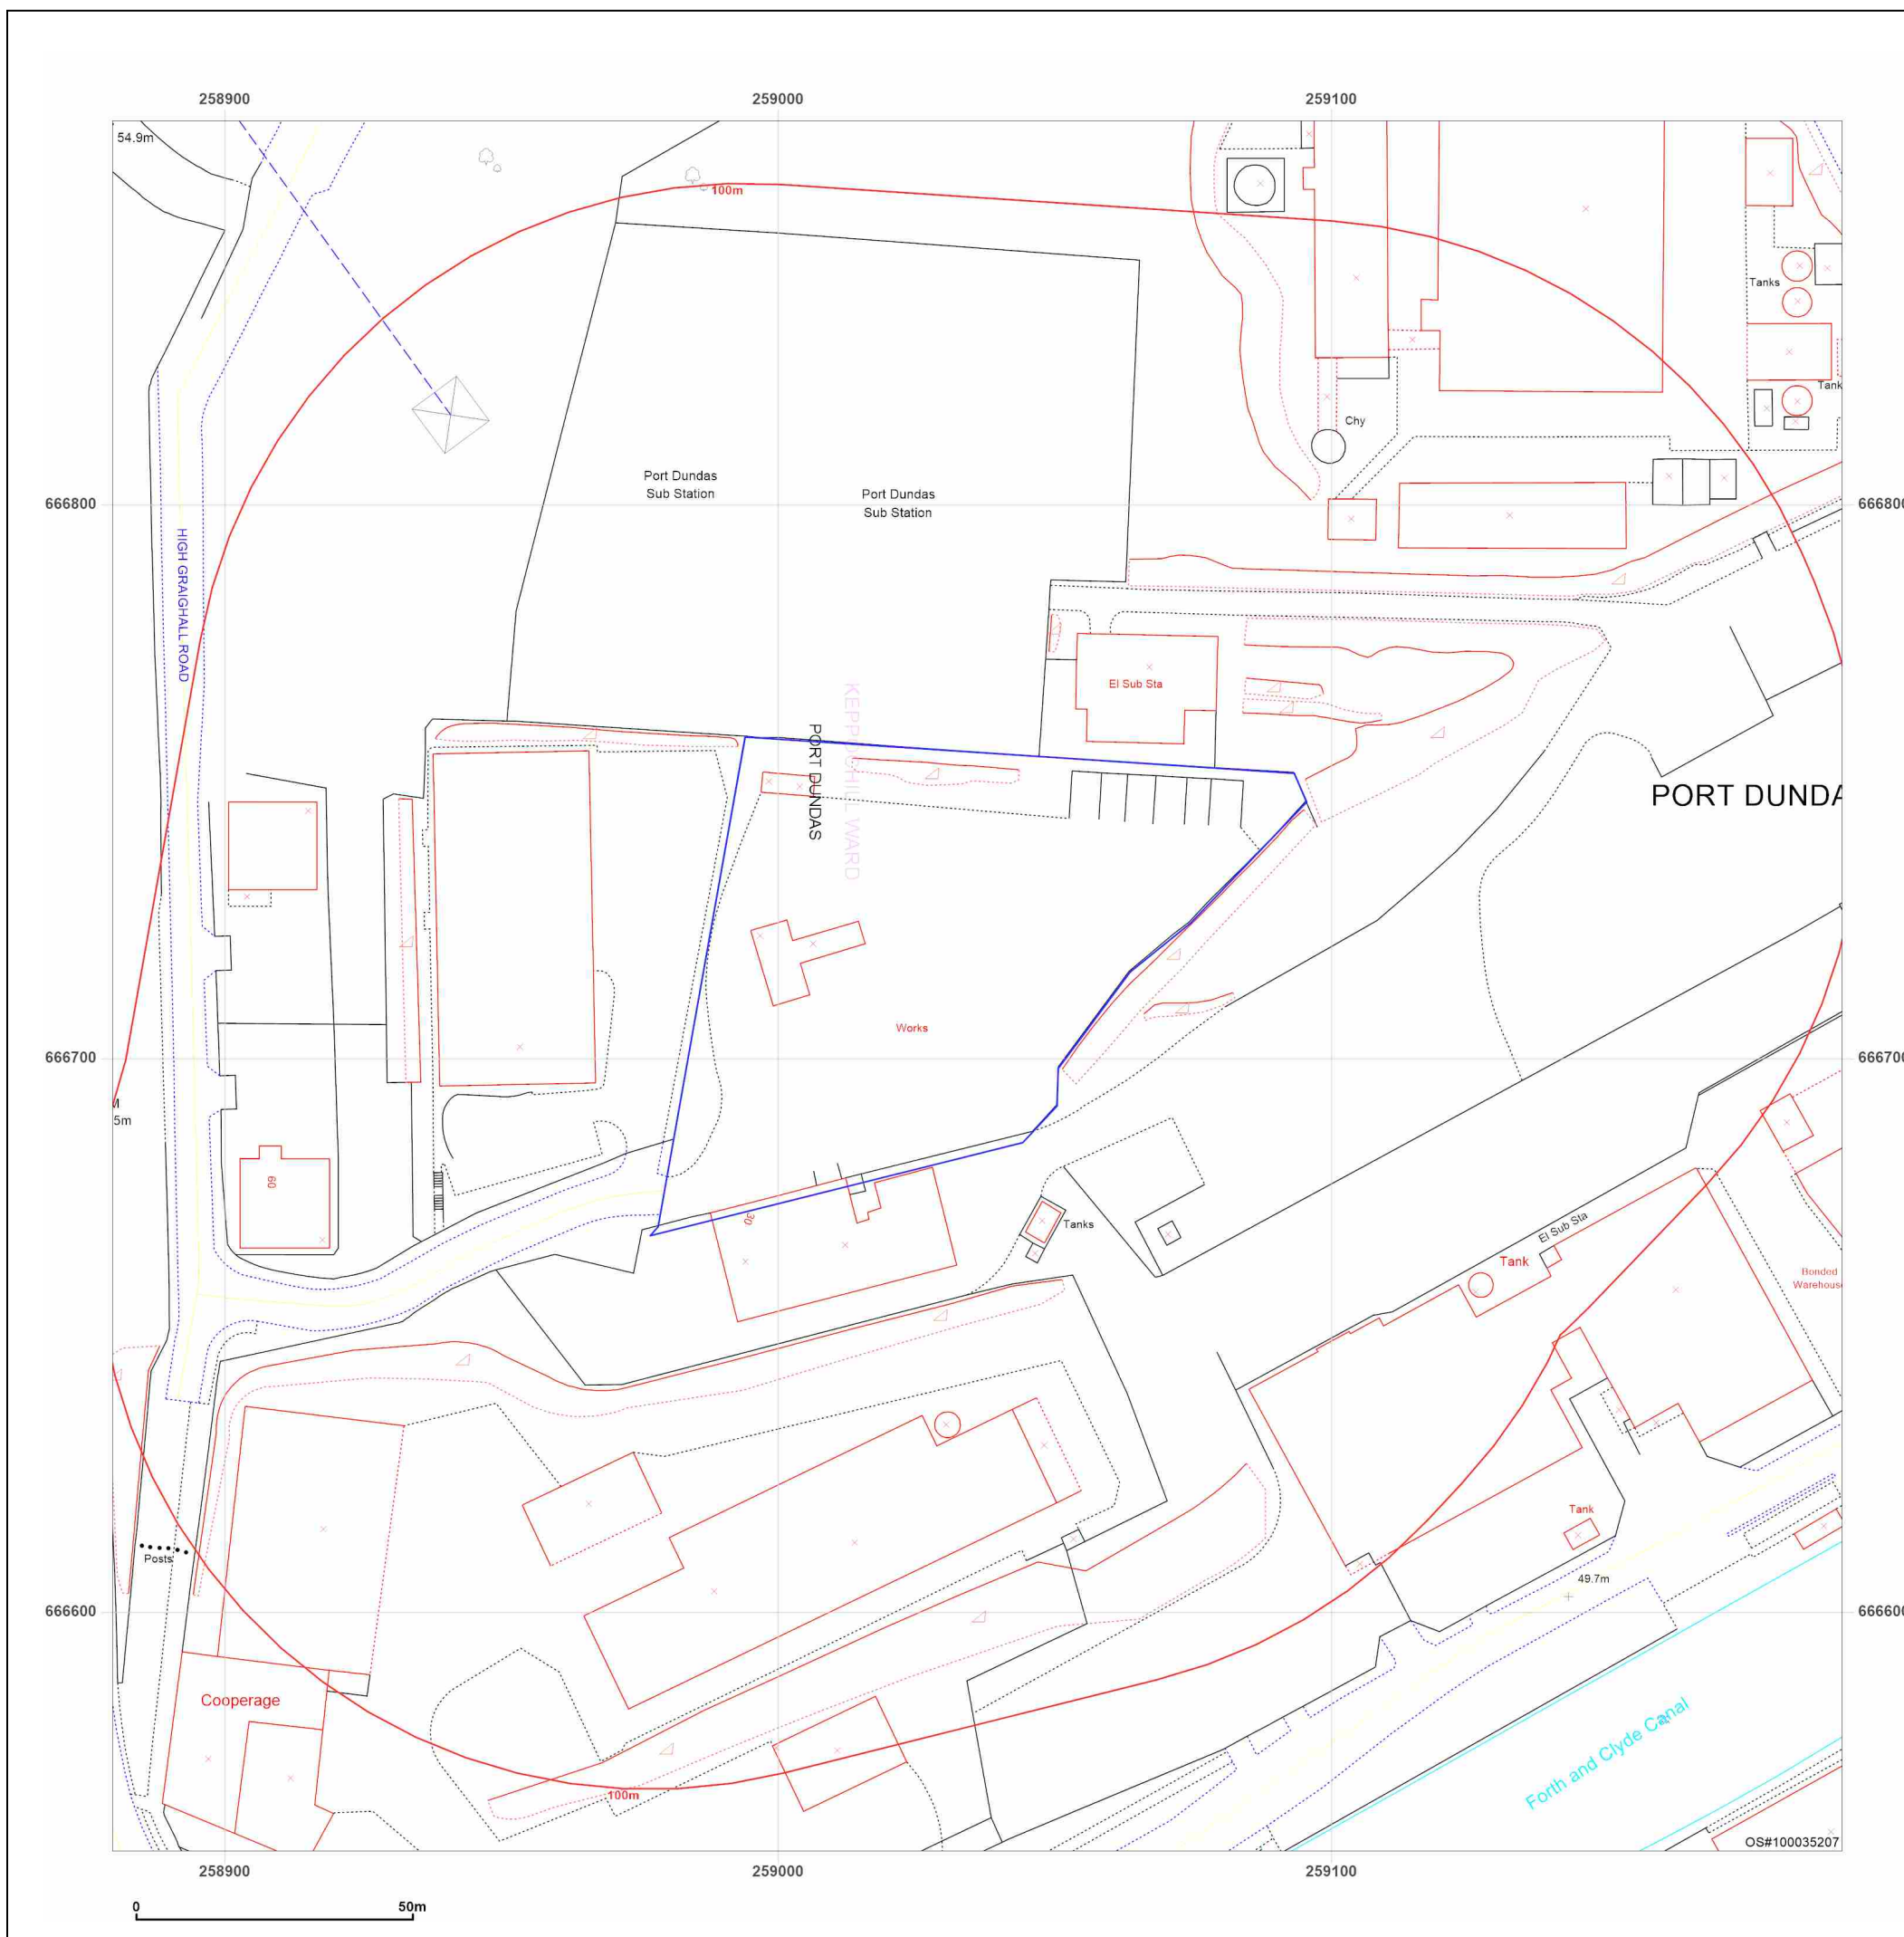 258900
259000
259100
54.9m
100m
Tanks
Tank
Chy
Port Dundas
Sub Station
Port Dundas
Sub Station
666800
666800
HIGH GRAIGHALL ROAD
El Sub Sta
KEPPOCHILL WARD
PORT DUNDAS
PORT DUNDA
Works
666700
666700
5m
60
30
Tanks
El Sub Sta
Tank
Bonded
Warehouse
Tank
Posts
49.7m
666600
666600
Cooperage
Forth and Clyde Canal
100m
OS#100035207
258900
259000
259100
0
50m